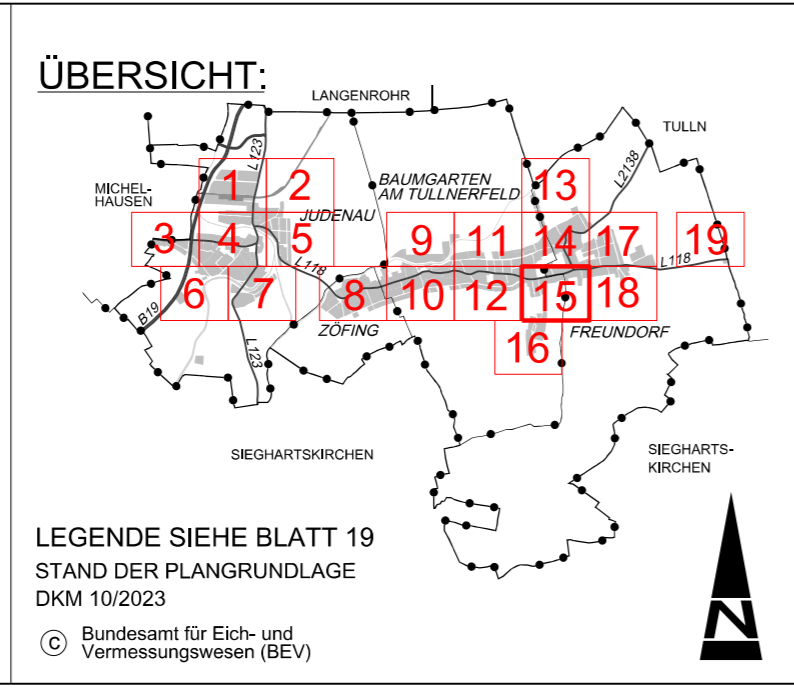 ÜBERSICHT:
LANGENROHR
TULLN
L123
L2138
MICHEL-
HAUSEN
1
2
BAUMGARTEN
AM TULLNERFELD
13
JUDENAU
3
4
5
9
11
14
17
19
L118
L118
6
7
8
10
12
15
18
B19
ZÖFING
FREUNDORF
L123
16
SIEGHARTSKIRCHEN
SIEGHARTS-
KIRCHEN
LEGENDE SIEHE BLATT 19
STAND DER PLANGRUNDLAGE
DKM 10/2023
© Bundesamt für Eich- und
Vermessungswesen (BEV)
N